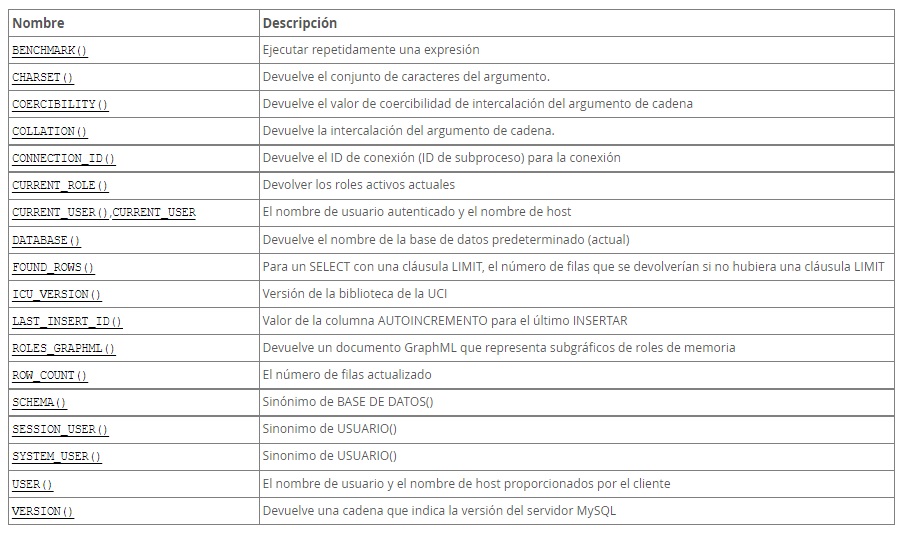 Nombre Descripción
BENCHMARK() Ejecutar repetidamente una expresión
CHARSET() Devuelve el conjunto de caracteres del argumento.
COERCIBILITY() Devuelve el valor de coercibilidad de intercalación del argumento de cadena
COLLATION() Devuelve la intercalación del argumento de cadena.
CONNECTION_ID() Devuelve el ID de conexión (ID de subproceso) para la conexión
CURRENT_ROLE() Devolver los roles activos actuales
CURRENT_USER(),CURRENT_USER El nombre de usuario autenticado y el nombre de host
DATABASE() Devuelve el nombre de la base de datos predeterminado (actual)
FOUND_ROWS() Para un SELECT con una cláusula LIMIT, el número de filas que se devolverían si no hubiera una cláusula LIMIT
ICU_VERSION() Versión de la biblioteca de la UCI
LAST_INSERT_ID() Valor de la columna AUTOINCREMENTO para el último INSERTAR
ROLES_GRAPHML() Devuelve un documento GraphML que representa subgráficos de roles de memoria
ROW_COUNT() El número de filas actualizado
SCHEMA() Sinónimo de BASE DE DATOS()
SESSION_USER() Sinonimo de USUARIO()
SYSTEM_USER() Sinonimo de USUARIO()
USER() El nombre de usuario y el nombre de host proporcionados por el cliente
VERSION() Devuelve una cadena que indica la versión del servidor MySQL